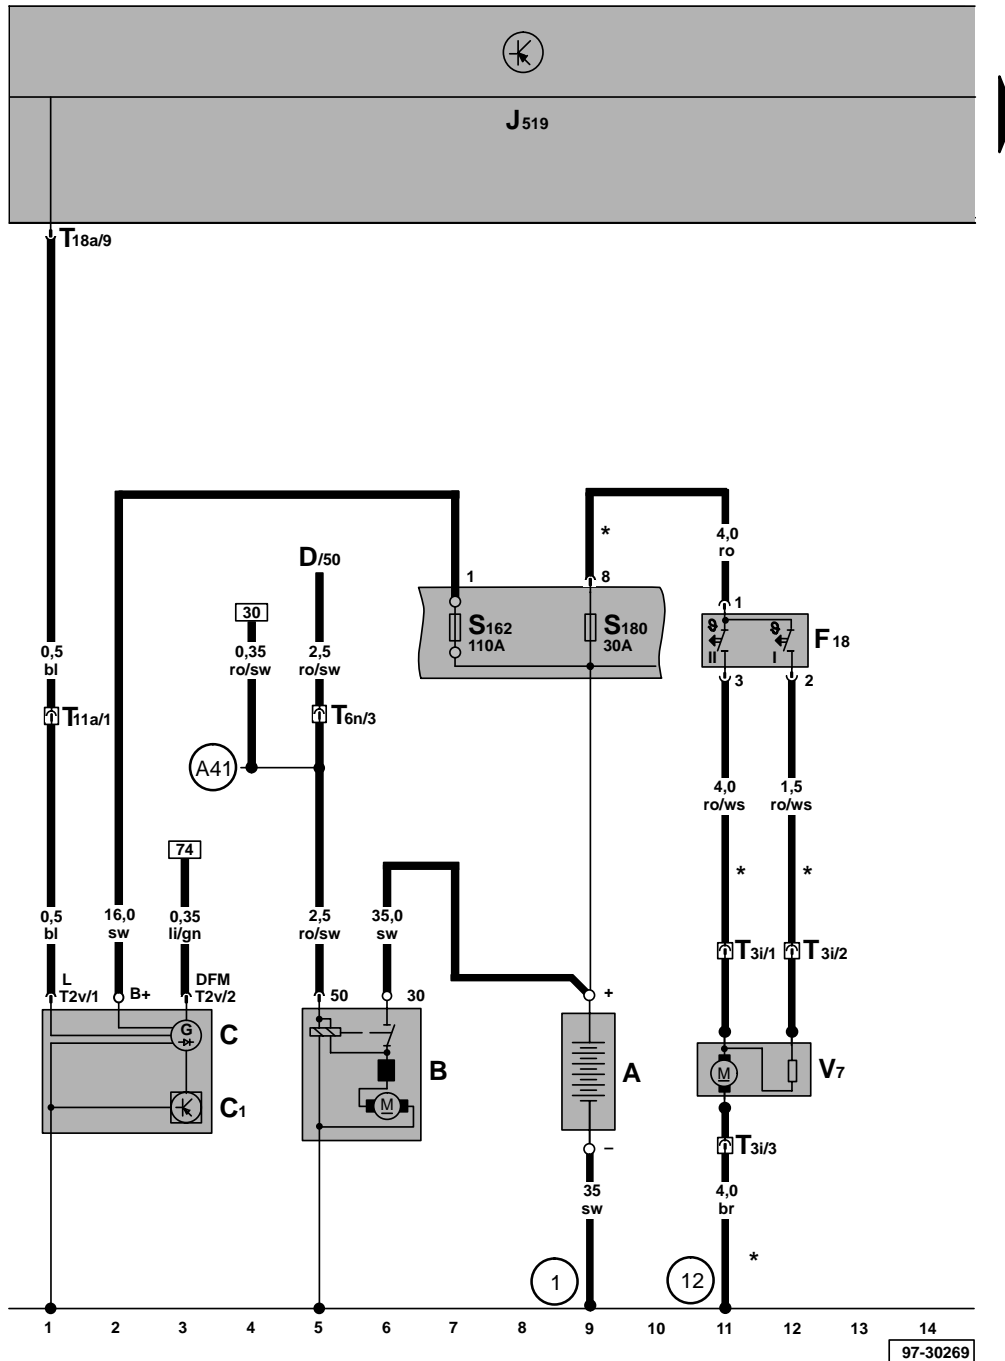 J519
T18a/9
D/50
*
4,0
ro
1
8
1
30
S162
110A
S180
30A
F18
II
I
0,5
bl
0,35
ro/sw
2,5
ro/sw
3
2
T11a/1
T6n/3
A41
4,0
ro/ws
1,5
ro/ws
74
*
*
0,5
bl
16,0
sw
0,35
li/gn
2,5
ro/sw
35,0
sw
T3i/1
T3i/2
L
T2v/1
B+
DFM
T2v/2
50
30
+
G
C
B
A
M
V7
C1
M
–
T3i/3
35
sw
4,0
br
*
1
12
1 2 3 4 5 6 7 8 9 10 11 12 13 14
97-30269